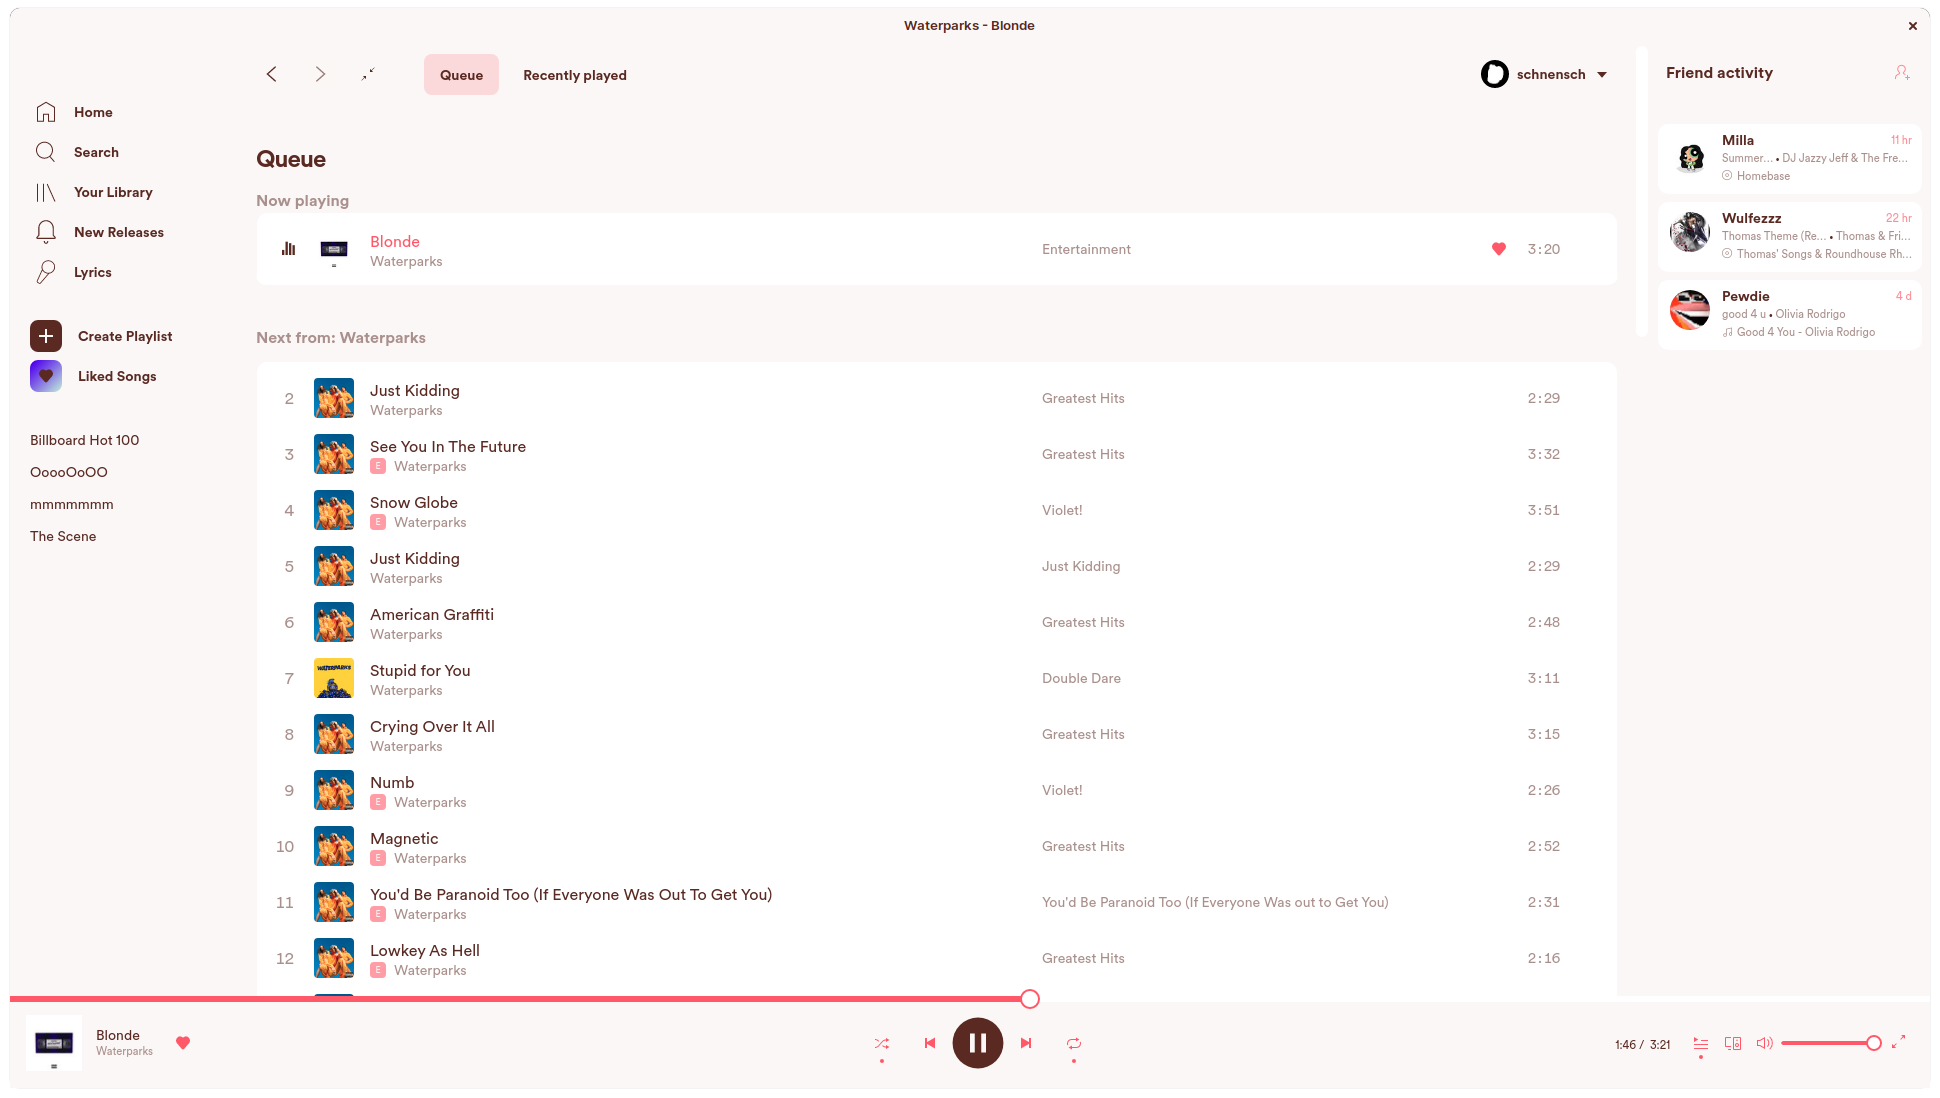 Waterparks - Blonde
Queue
Recently played
schnensch
Home
Search
Your Library
New Releases
Lyrics
Create Playlist
Liked Songs
Billboard Hot 100
OoooOoOO
mmmmmmm
The Scene
Queue
Now playing
Blonde
Waterparks
Entertainment
3:20
Next from: Waterparks
2
Just Kidding
Waterparks
Greatest Hits
2:29
3
See You In The Future
E Waterparks
Greatest Hits
3:32
4
Snow Globe
E Waterparks
Violet!
3:51
5
Just Kidding
Waterparks
Just Kidding
2:29
6
American Graffiti
Waterparks
Greatest Hits
2:48
7
WATERPARKS
Stupid for You
Waterparks
Double Dare
3:11
8
Crying Over It All
Waterparks
Greatest Hits
3:15
9
Numb
E Waterparks
Violet!
2:26
10
Magnetic
E Waterparks
Greatest Hits
2:52
11
You'd Be Paranoid Too (If Everyone Was Out To Get You)
E Waterparks
You'd Be Paranoid Too (If Everyone Was out to Get You)
2:31
12
Lowkey As Hell
E Waterparks
Greatest Hits
2:16
Friend activity
Milla
11 hr
Summer... • DJ Jazzy Jeff & The Fre...
Homebase
Wulfezzz
22 hr
Thomas Theme (Re... • Thomas & Fri...
Thomas' Songs & Roundhouse Rh...
Pewdie
4 d
good 4 u • Olivia Rodrigo
Good 4 You - Olivia Rodrigo
Blonde
Waterparks
1:46 / 3:21